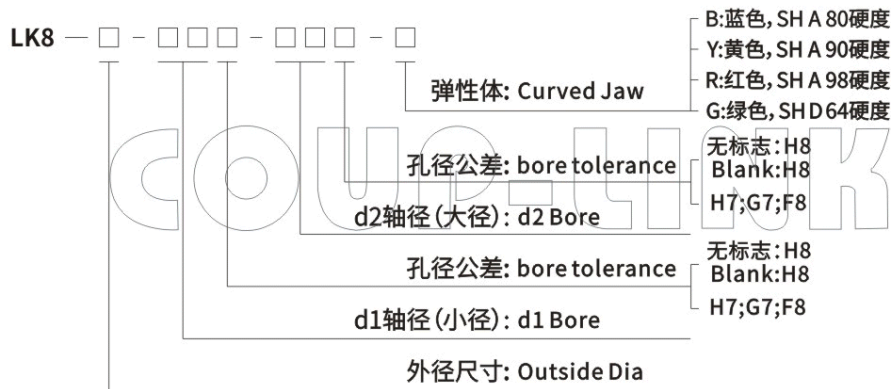 LK8 — □ - □□□ - □□□ - □
B:蓝色, SH A 80硬度
Y:黄色, SH A 90硬度
R:红色, SH A 98硬度
G:绿色, SH D 64硬度
弹性体: Curved Jaw
COUP-LINK
无标志:H8
Blank:H8
H7;G7;F8
孔径公差: bore tolerance
d2轴径(大径): d2 Bore
无标志:H8
Blank:H8
H7;G7;F8
孔径公差: bore tolerance
d1轴径(小径): d1 Bore
外径尺寸: Outside Dia